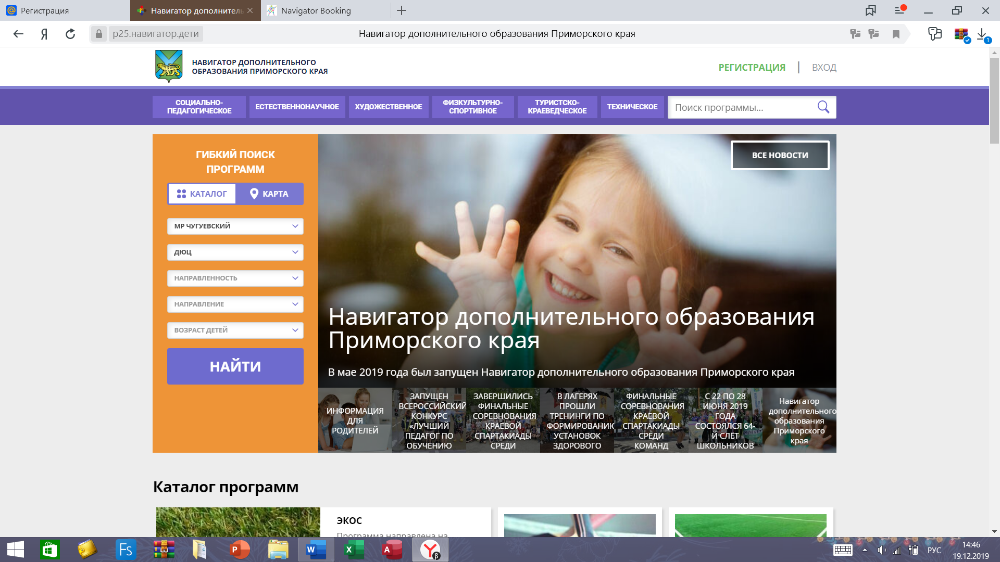 Регистрация
Навигатор дополнитель
Navigator Booking
Я
р25.навигатор.дети
Навигатор дополнительного образования Приморского края
1
НАВИГАТОР ДОПОЛНИТЕЛЬНОГО
ОБРАЗОВАНИЯ ПРИМОРСКОГО КРАЯ
РЕГИСТРАЦИЯ | ВХОД
СОЦИАЛЬНО-
ПЕДАГОГИЧЕСКОЕ
ЕСТЕСТВЕННОНАУЧНОЕ
ХУДОЖЕСТВЕННОЕ
ФИЗКУЛЬТУРНО-
СПОРТИВНОЕ
ТУРИСТСКО-
КРАЕВЕДЧЕСКОЕ
ТЕХНИЧЕСКОЕ
Поиск программы...
ГИБКИЙ ПОИСК
ПРОГРАММ
КАТАЛОГ
КАРТА
МР ЧУГУЕВСКИЙ
ДЮЦ
НАПРАВЛЕННОСТЬ
НАПРАВЛЕНИЕ
ВОЗРАСТ ДЕТЕЙ
НАЙТИ
ВСЕ НОВОСТИ
Навигатор дополнительного образования
Приморского края
В мае 2019 года был запущен Навигатор дополнительного образования Приморского края
ИНФОРМАЦИЯ
ДЛЯ
РОДИТЕЛЕЙ
ЗАПУЩЕН
ВСЕРОССИЙСКИЙ
КОНКУРС
«ЛУЧШИЙ
ПЕДАГОГ ПО
ОБУЧЕНИЮ
ЗАВЕРШИЛИСЬ
ФИНАЛЬНЫЕ
СОРЕВНОВАНИЯ
КРАЕВОЙ
СПАРТАКИАДЫ
СРЕДИ
В ЛАГЕРЯХ
ПРОШЛИ
ТРЕНИНГИ ПО
ФОРМИРОВАНИЮ
УСТАНОВОК
ЗДОРОВОГО
ФИНАЛЬНЫЕ
СОРЕВНОВАНИЯ
КРАЕВОЙ
СПАРТАКИАДЫ
СРЕДИ
КОМАНД
С 22 ПО 28
ИЮНЯ 2019
ГОДА
СОСТОЯЛСЯ 64-
Й СЛЁТ
ШКОЛЬНИКОВ
Навигатор
дополнительного
образования
Приморского
края
Каталог программ
ЭКОС
Программа направлена на
Fs
P
W
X
A
Y
β
РУС
14:46
19.12.2019